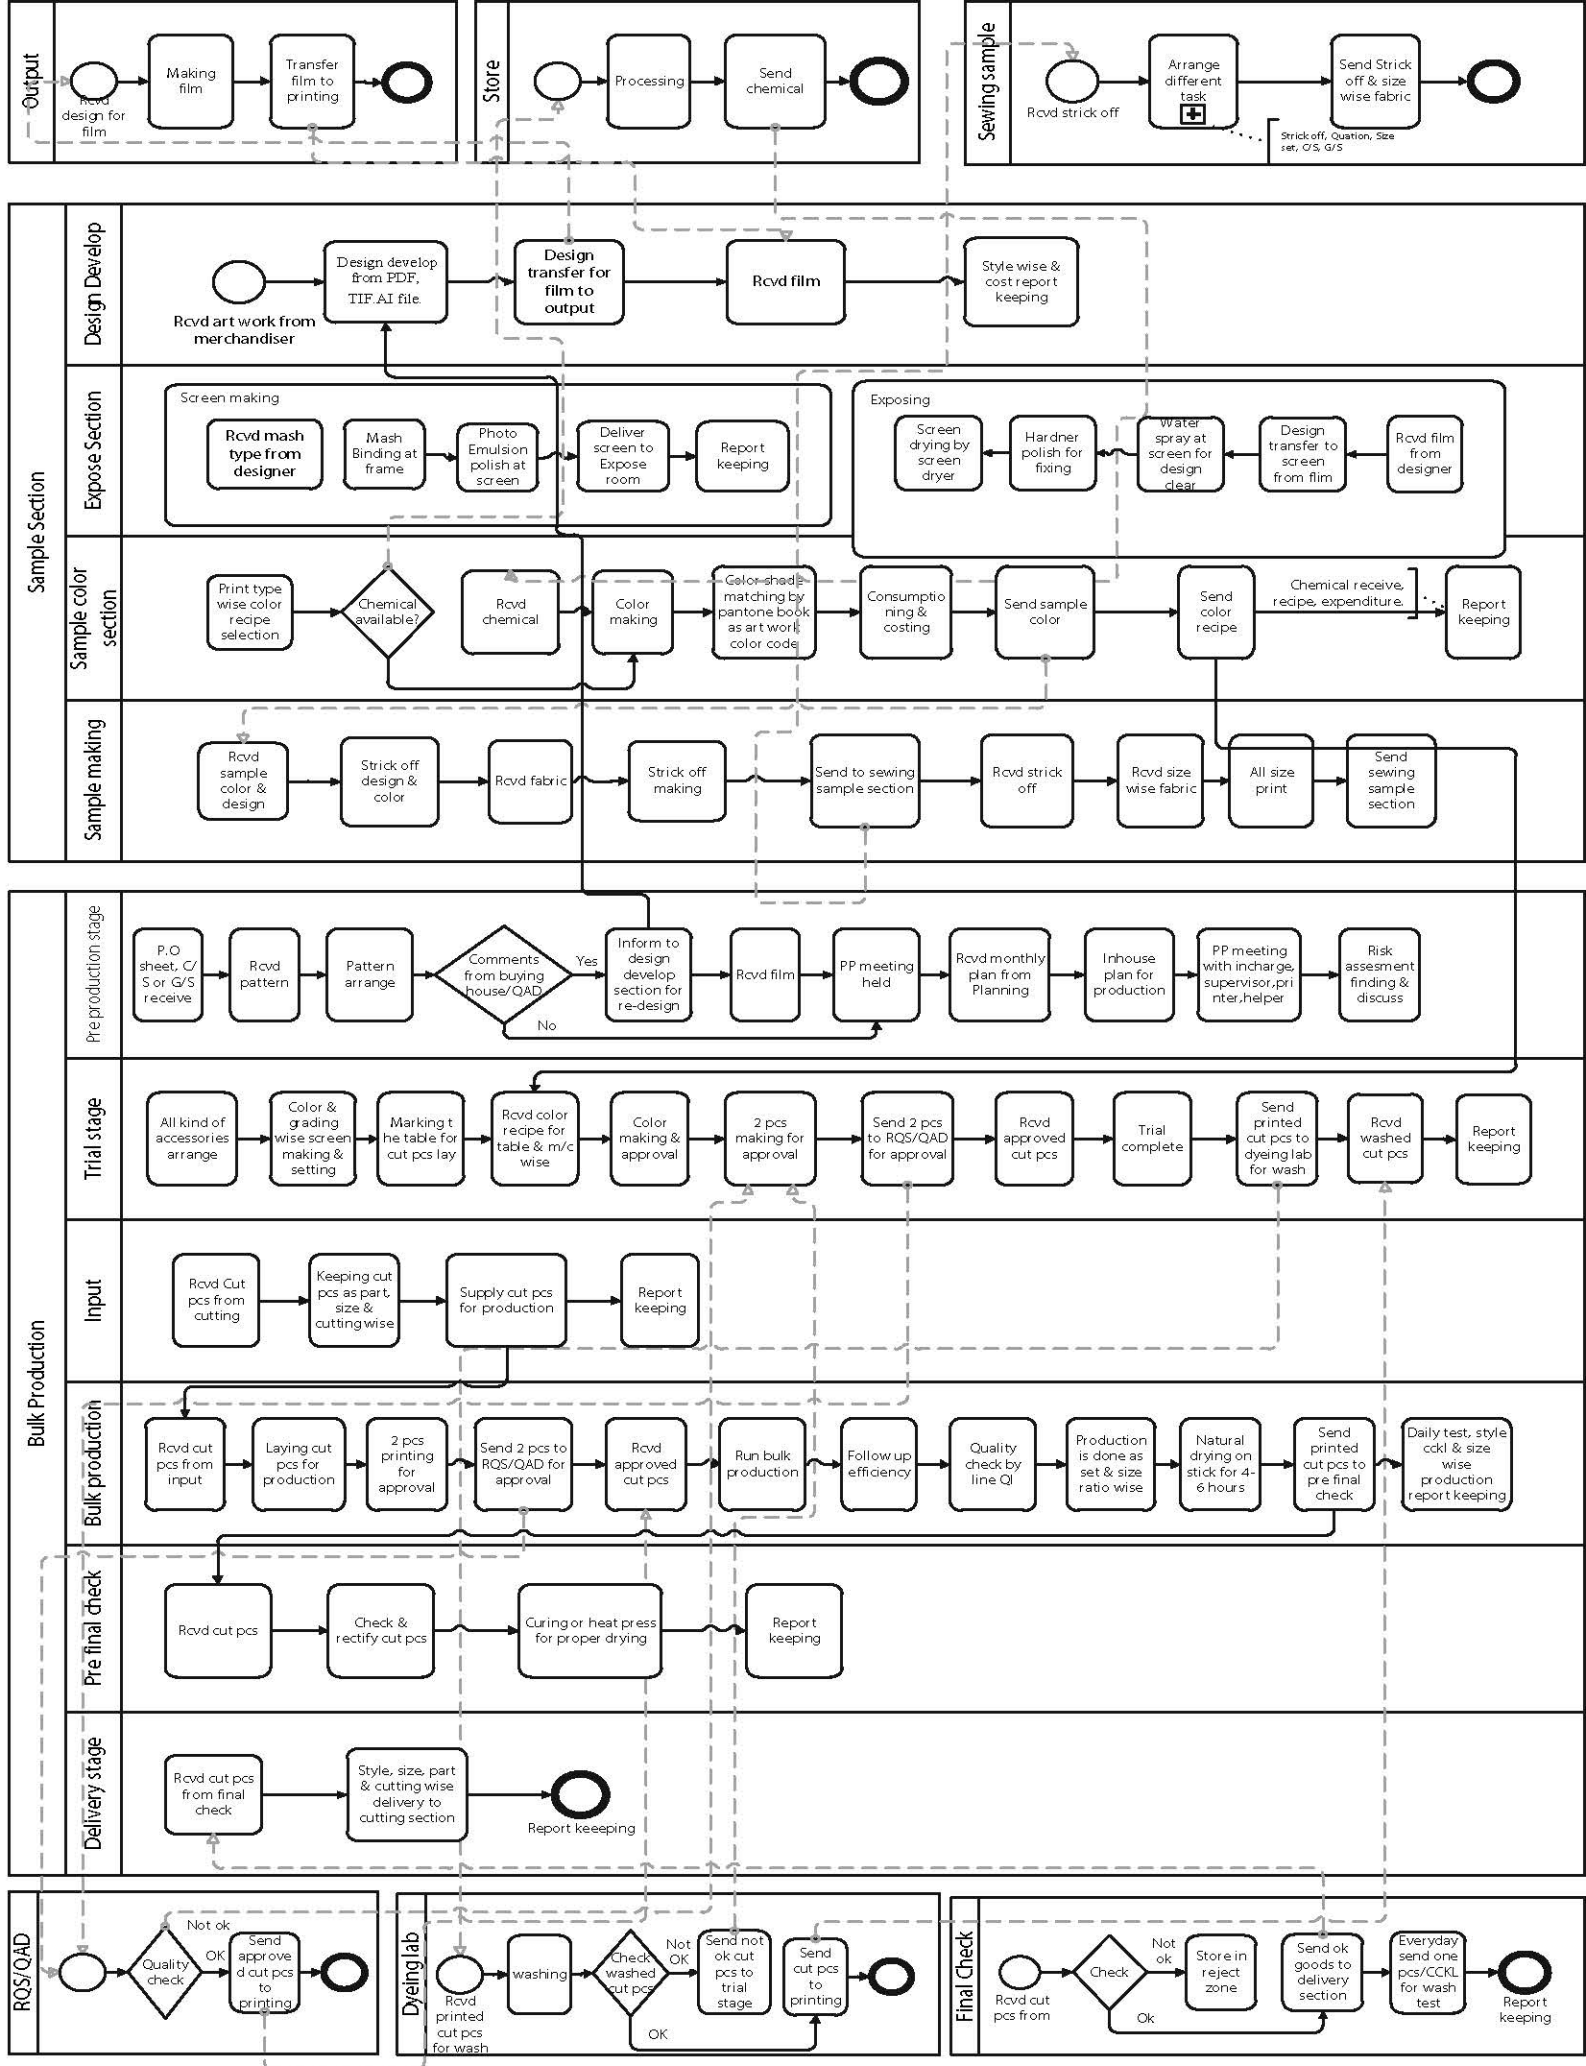 Output
Rcvd
design for
film
Making
film
Transfer
film to
printing
Store
Processing
Send
chemical
Sewing sample
Rcvd strick off
Arrange
different
task
Send Strick
off & size
wise fabric
Strick off, Quation, Size
set, C/S, G/S
Sample Section
Design Develop
Rcvd art work from
merchandiser
Design develop
from PDF,
TIF.AI file.
Design
transfer for
film to
output
Rcvd film
Style wise &
cost report
keeping
Expose Section
Screen making
Rcvd mash
type from
designer
Mash
Binding at
frame
Photo
Emulsion
polish at
screen
Deliver
screen to
Expose
room
Report
keeping
Exposing
Screen
drying by
screen
dryer
Hardner
polish for
fixing
Water
spray at
screen for
design
clear
Design
transfer to
screen
from flim
Rcvd film
from
designer
Sample color
section
Print type
wise color
recipe
selection
Chemical
available?
Rcvd
chemical
Color
making
Color shade
matching by
pantone book
as art work
color code
Consumptio
ning &
costing
Send sample
color
Send
color
recipe
Chemical receive,
recipe, expenditure.
Report
keeping
Sample making
Rcvd
sample
color &
design
Strick off
design &
color
Rcvd fabric
Strick off
making
Send to sewing
sample section
Rcvd strick
off
Rcvd size
wise fabric
All size
print
Send
sewing
sample
section
Bulk Production
Preproduction stage
P.O
sheet, C/
S or G/S
receive
Rcvd
pattern
Pattern
arrange
Comments
from buying
house/QAD
Yes
No
Inform to
design
develop
section for
re-design
Rcvd film
PP meeting
held
Rcvd monthly
plan from
Planning
Inhouse
plan for
production
PP meeting
with incharge,
supervisor,pri
nter,helper
Risk
assesment
finding &
discuss
Trial stage
All kind of
accessories
arrange
Color &
grading
wise screen
making &
setting
Marking t
he table for
cut pcs lay
Rcvd color
recipe for
table & m/c
wise
Color
making &
approval
2 pcs
making for
approval
Send 2 pcs
to RQS/QAD
for approval
Rcvd
approved
cut pcs
Trial
complete
Send
printed
cut pcs to
dyeing lab
for wash
Rcvd
washed
cut pcs
Report
keeping
Input
Rcvd Cut
pcs from
cutting
Keeping cut
pcs as part,
size &
cutting wise
Supply cut pcs
for production
Report
keeping
Bulk production
Rcvd cut
pcs from
input
Laying cut
pcs for
production
2 pcs
printing
for
approval
Send 2 pcs to
RQS/QAD for
approval
Rcvd
approved
cut pcs
Run bulk
production
Follow up
efficiency
Quality
check by
line QI
Production
is done as
set & size
ratio wise
Natural
drying on
stick for 4-
6 hours
Send
printed
cut pcs to
pre final
check
Daily test, style
cckl & size
wise
production
report keeping
Pre final check
Rcvd cut pcs
Check &
rectify cut pcs
Curing or heat press
for proper drying
Report
keeping
Delivery stage
Rcvd cut pcs
from final
check
Style, size, part
& cutting wise
delivery to
cutting section
Report keeeping
RQS/QAD
Quality
check
Not ok
OK
Send
approve
d cut pcs
to
printing
Dyeing lab
Rcvd
printed
cut pcs
for wash
washing
Check
washed
cut pcs
Not
OK
OK
Send not
ok cut
pcs to
trial
stage
Send
cut pcs
to
printing
Final Check
Rcvd cut
pcs from
Check
Not
ok
Ok
Store in
reject
zone
Send ok
goods to
delivery
section
Everyday
send one
pcs/CCKL
for wash
test
Report
keeping